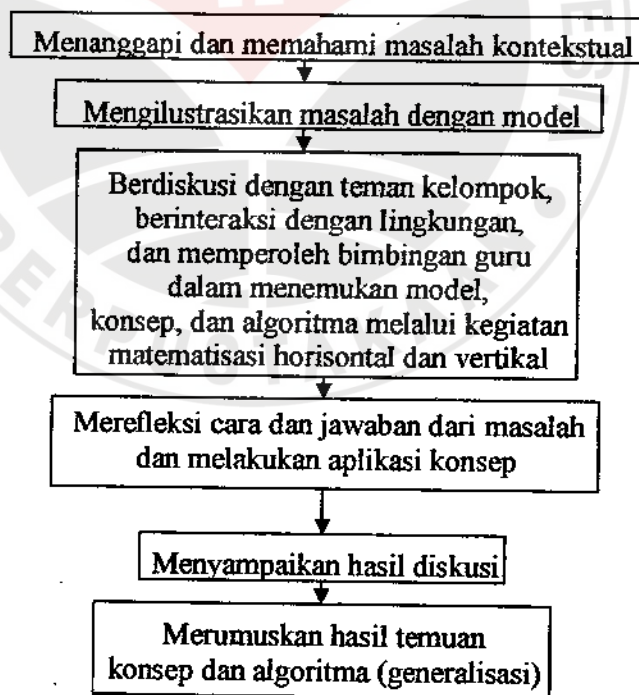 Menanggapi dan memahami masalah kontekstual
Mengilustrasikan masalah dengan model
Berdiskusi dengan teman kelompok,
berinteraksi dengan lingkungan,
dan memperoleh bimbingan guru
dalam menemukan model,
konsep, dan algoritma melalui kegiatan
matematisasi horisontal dan vertikal
Merefleksi cara dan jawaban dari masalah
dan melakukan aplikasi konsep
Menyampaikan hasil diskusi
Merumuskan hasil temuan
konsep dan algoritma (generalisasi)
PERPUSTAKAAN